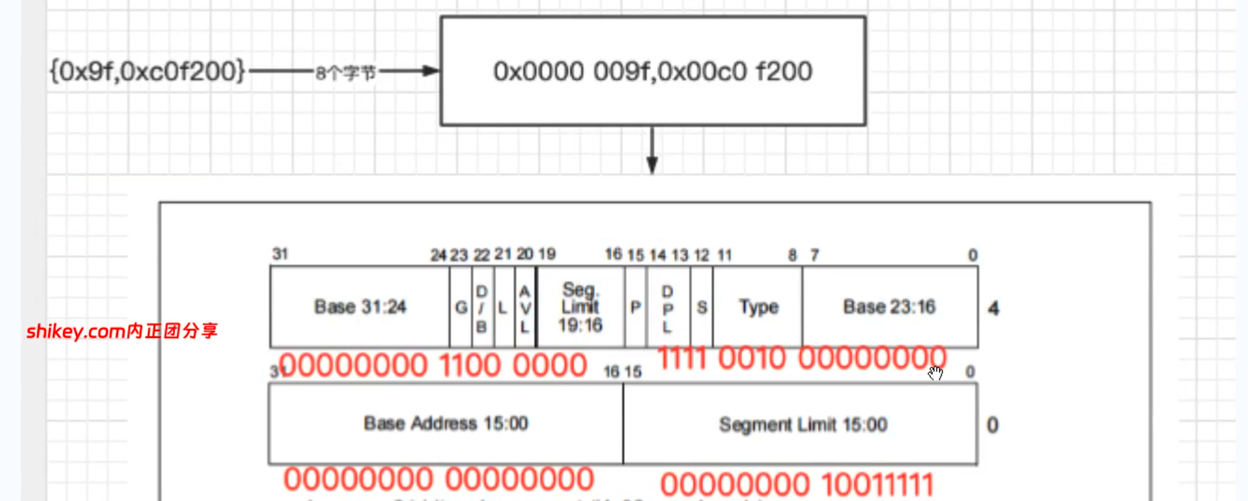 {0x9f,0xc0f200}
8个字节
0x0000 009f,0x00c0 f200
31 24 23 22 21 20 19 16 15 14 13 12 11 8 7 0
Base 31:24 G D/B L AVL Seg. Limit 19:16 P DPL S Type Base 23:16 4
shikey.com内正团分享
00000000 1100 0000 1111 0010 00000000
31 16 15 0
Base Address 15:00 Segment Limit 15:00 0
00000000 00000000 00000000 10011111